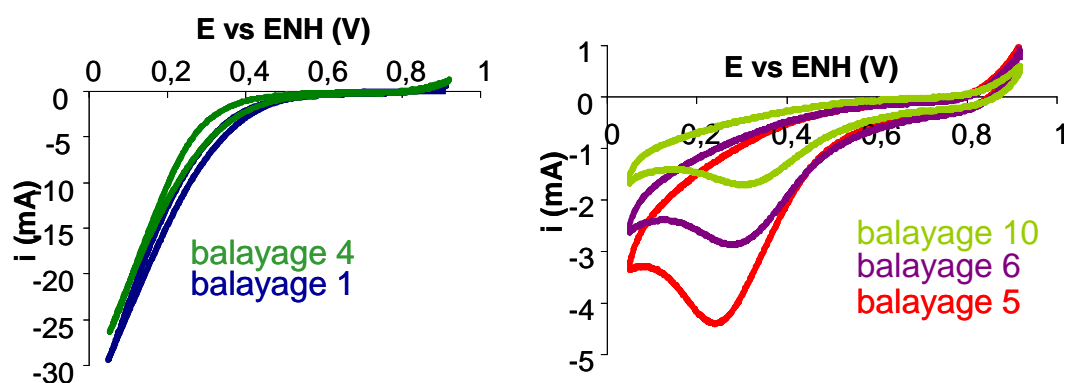 E vs ENH (V)
0 0,2 0,4 0,6 0,8 1
0
-5
-10
-15
-20
-25
-30
i (mA)
balayage 4
balayage 1
E vs ENH (V)
1
0
-1
-2
-3
-4
-5
0 0,2 0,4 0,6 0,8 1
i (mA)
balayage 10
balayage 6
balayage 5